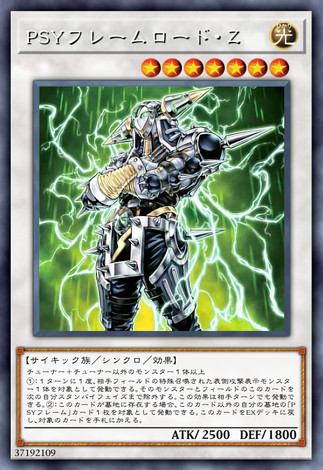 PSYフレームロード・Z
光
【サイキック族／シンクロ／効果】
チューナー＋チューナー以外のモンスター１体以上
①：１ターンに１度、相手フィールドの特殊召喚された表側攻撃表示モンスタ
ー１体を対象として発動できる。そのモンスターとフィールドのこのカードを
次の自分スタンバイフェイズまで除外する。この効果は相手ターンでも発動で
きる。②：このカードが墓地に存在する場合、このカード以外の自分の墓地の「P
SYフレーム」カード１枚を対象として発動できる。このカードをEXデッキに戻
し、対象のカードを手札に加える。
ATK/ 2500 DEF/1800
37192109